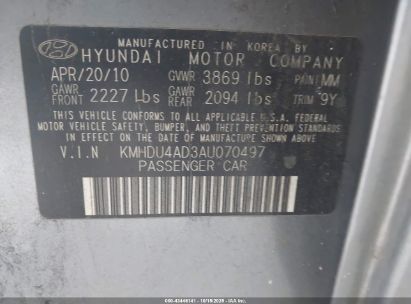 MANUFACTURED IN KOREA BY
HYUNDAI MOTOR COMPANY
APR/20/10 GVWR 3869 lbs PAINT MM
GAWR FRONT 2227 Lbs GAWR REAR 2094 lbs TRIM 9Y
THIS VEHICLE CONFORMS TO ALL APPLICABLE U.S.A. FEDERAL
MOTOR VEHICLE SAFETY, BUMPER, AND THEFT PREVENTION STANDARDS
IN EFFECT ON THE DATE OF MANUFACTURE SHOWN ABOVE.
V.I.N KMHDU4AD3AU070497
PASSENGER CAR